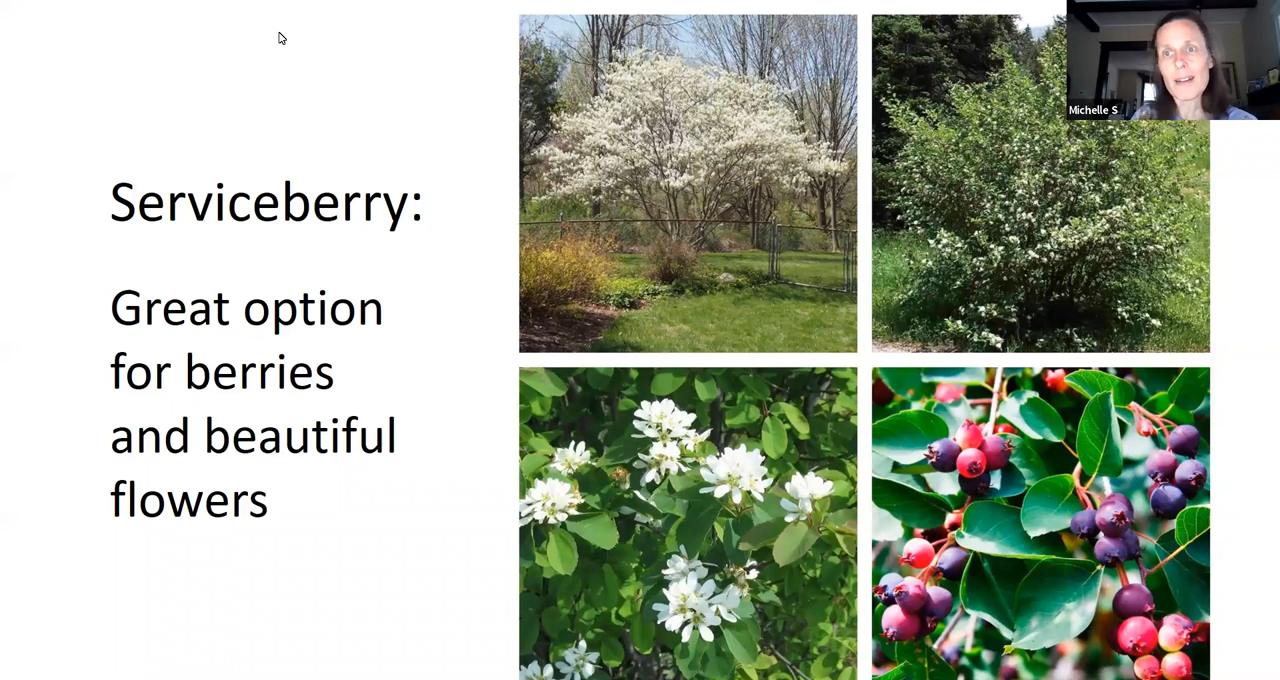 Serviceberry:
Great option
for berries
and beautiful
flowers
Michelle S